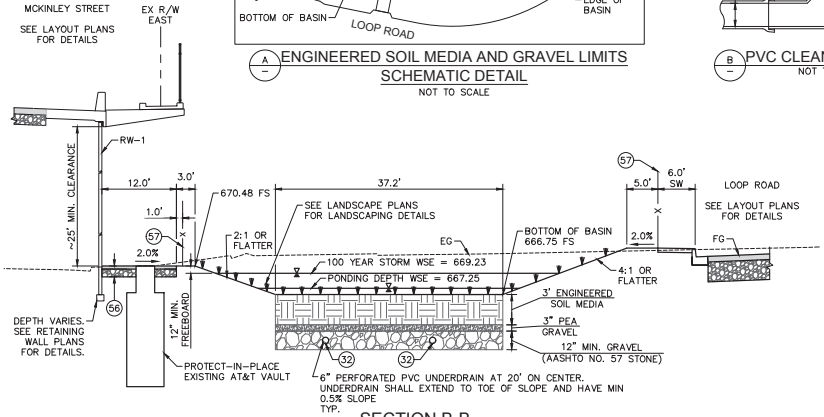 MCKINLEY STREET
SEE LAYOUT PLANS
FOR DETAILS
EX R/W
EAST
BOTTOM OF BASIN
LOOP ROAD
EDGE OF
BASIN
A
–
ENGINEERED SOIL MEDIA AND GRAVEL LIMITS
SCHEMATIC DETAIL
NOT TO SCALE
B
–
PVC CLEAN
NOT
RW-1
~25' MIN. CLEARANCE
12.0'
3.0'
1.0'
57
2.0%
X
670.48 FS
2:1 OR
FLATTER
37.2'
SEE LANDSCAPE PLANS
FOR LANDSCAPING DETAILS
EG
100 YEAR STORM WSE = 669.23
PONDING DEPTH WSE = 667.25
BOTTOM OF BASIN
666.75 FS
57
5.0'
6.0'
SW
X
2.0%
LOOP ROAD
SEE LAYOUT PLANS
FOR DETAILS
FG
4:1 OR
FLATTER
56
12" MIN.
FREEBOARD
DEPTH VARIES.
SEE RETAINING
WALL PLANS
FOR DETAILS.
PROTECT-IN-PLACE
EXISTING AT&T VAULT
3' ENGINEERED
SOIL MEDIA
3" PEA
GRAVEL
12" MIN. GRAVEL
(AASHTO NO. 57 STONE)
32
32
6" PERFORATED PVC UNDERDRAIN AT 20' ON CENTER.
UNDERDRAIN SHALL EXTEND TO TOE OF SLOPE AND HAVE MIN
0.5% SLOPE
TYP.
SECTION B-B